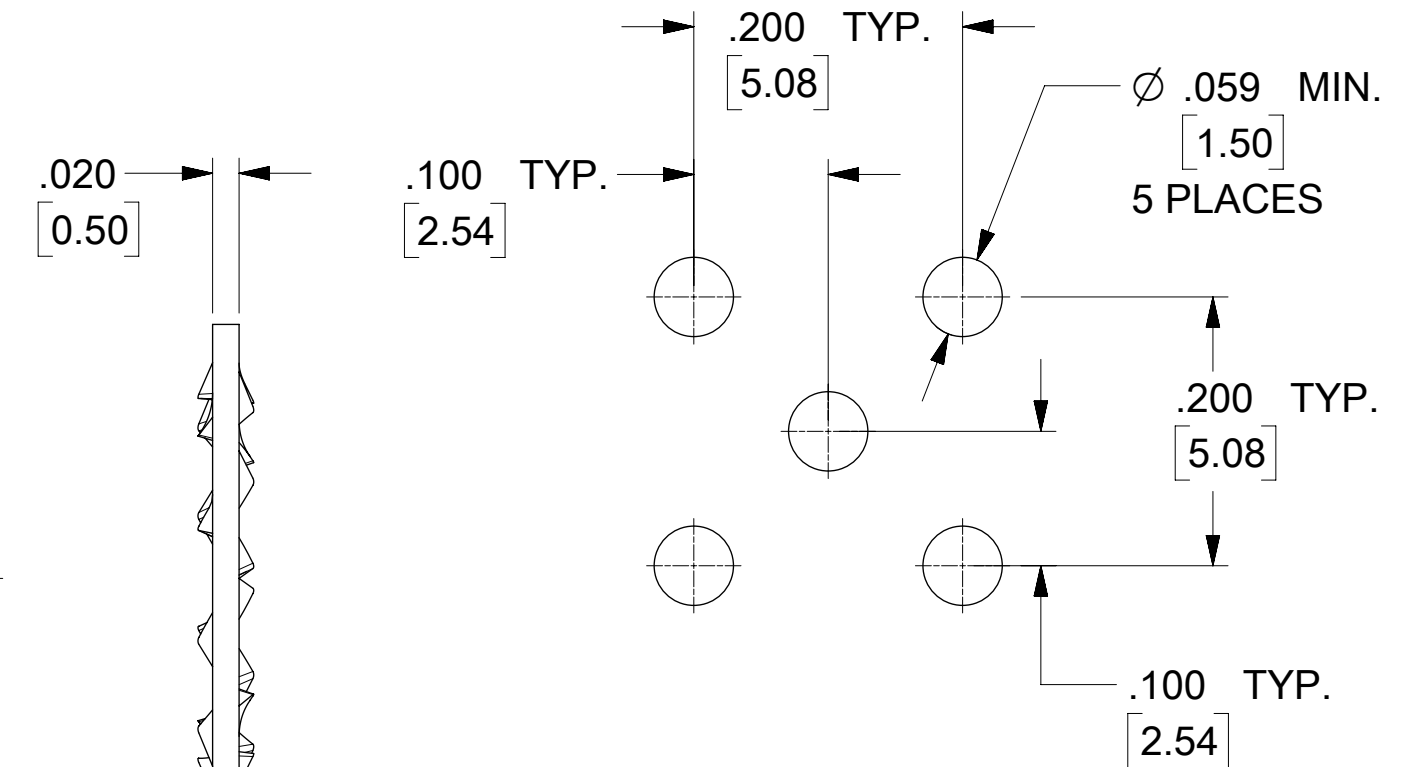 .200 TYP.
[5.08]
Ø .059 MIN.
[1.50]
5 PLACES
.020
[0.50]
.100 TYP.
[2.54]
.200 TYP.
[5.08]
.100 TYP.
[2.54]